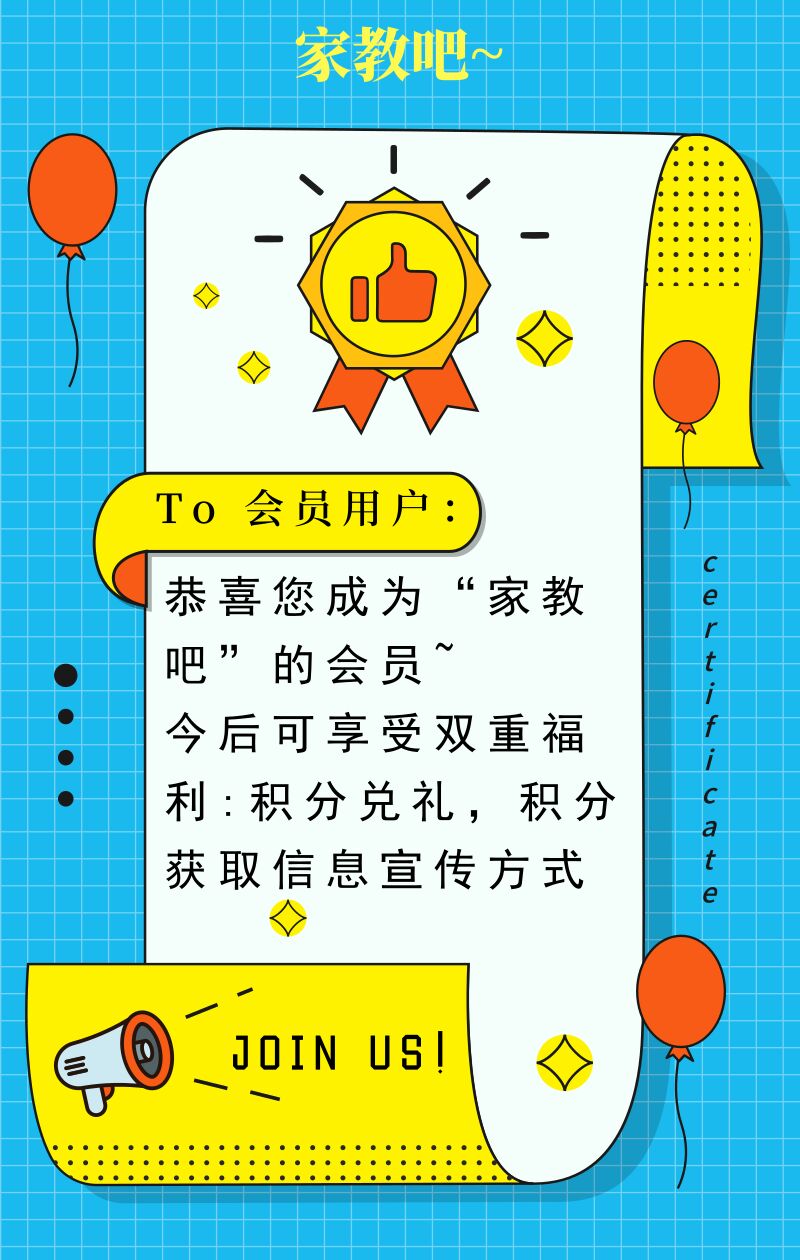 家教吧~
To 会员用户:
恭喜您成为“家教
吧”的会员~
今后可享受双重福
利:积分兑礼，积分
获取信息宣传方式
certificate
JOIN US!